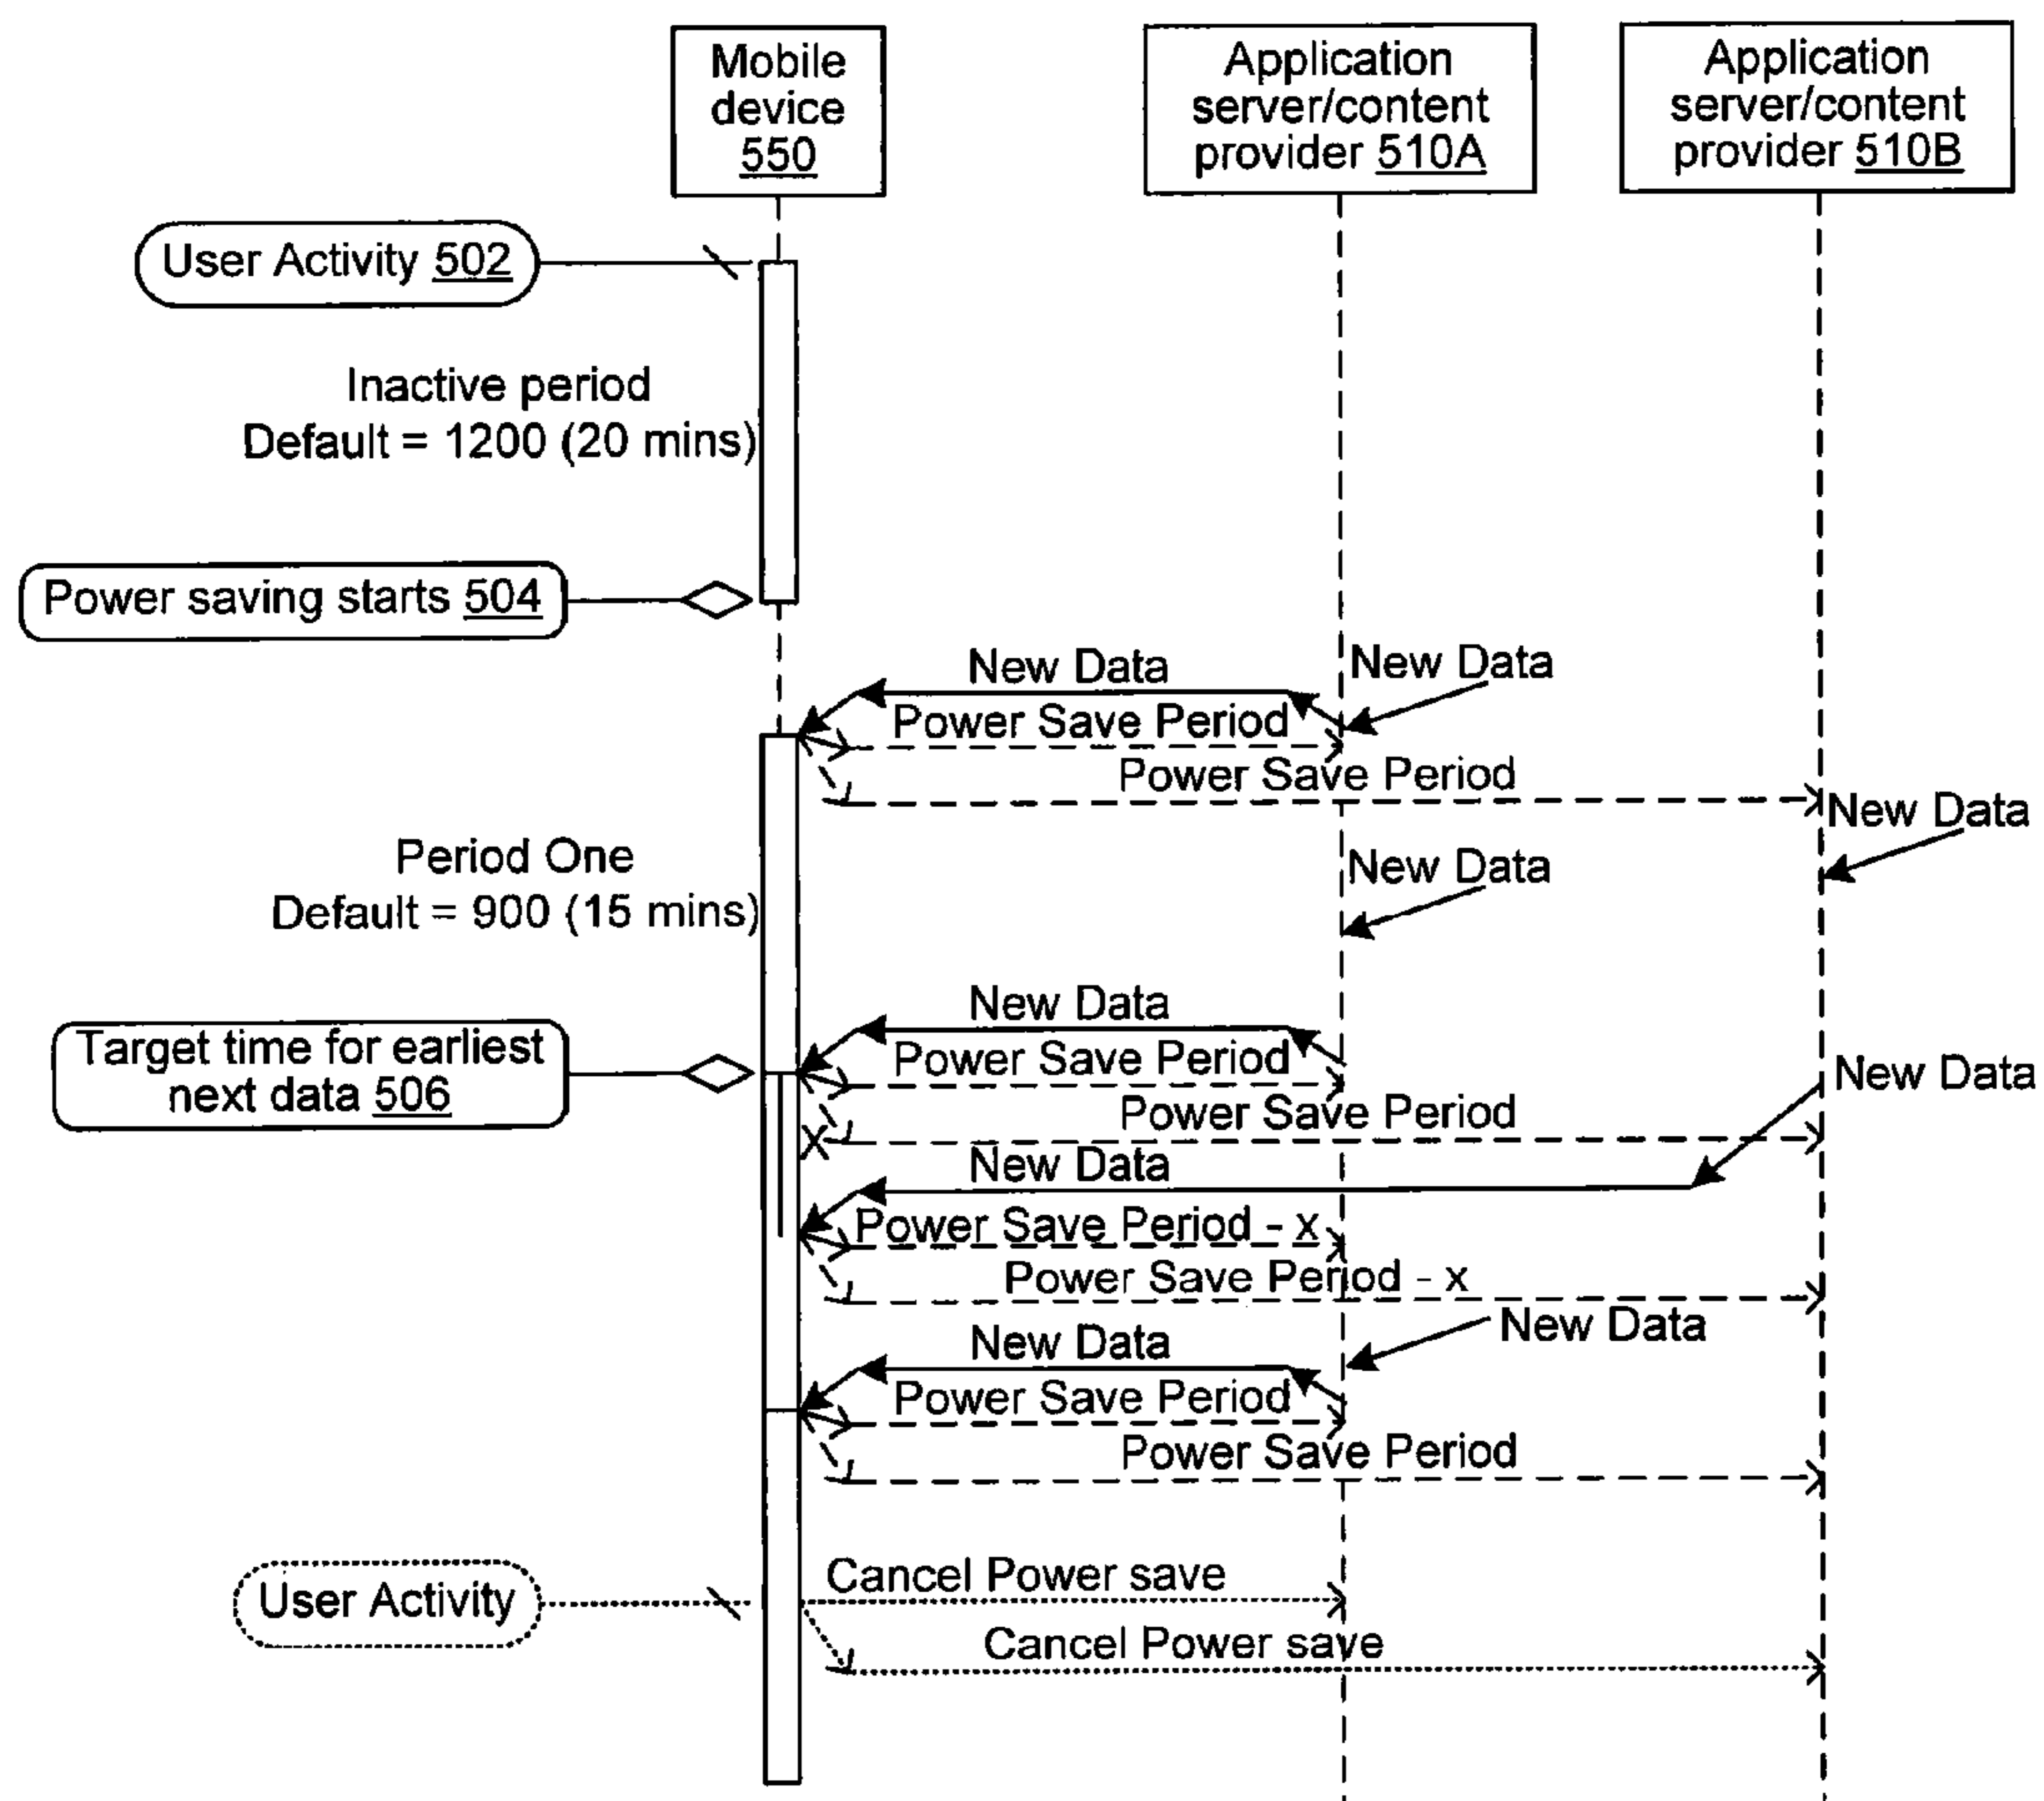 Mobile
device
550
Application
server/content
provider 510A
Application
server/content
provider 510B
User Activity 502
Inactive period
Default = 1200 (20 mins)
Power saving starts 504
New Data
New Data
Power Save Period
Power Save Period
New Data
Period One
Default = 900 (15 mins)
New Data
New Data
Target time for earliest
next data 506
Power Save Period
New Data
Power Save Period
X
New Data
Power Save Period - x
Power Save Period - x
New Data
New Data
Power Save Period
Power Save Period
User Activity
Cancel Power save
Cancel Power save